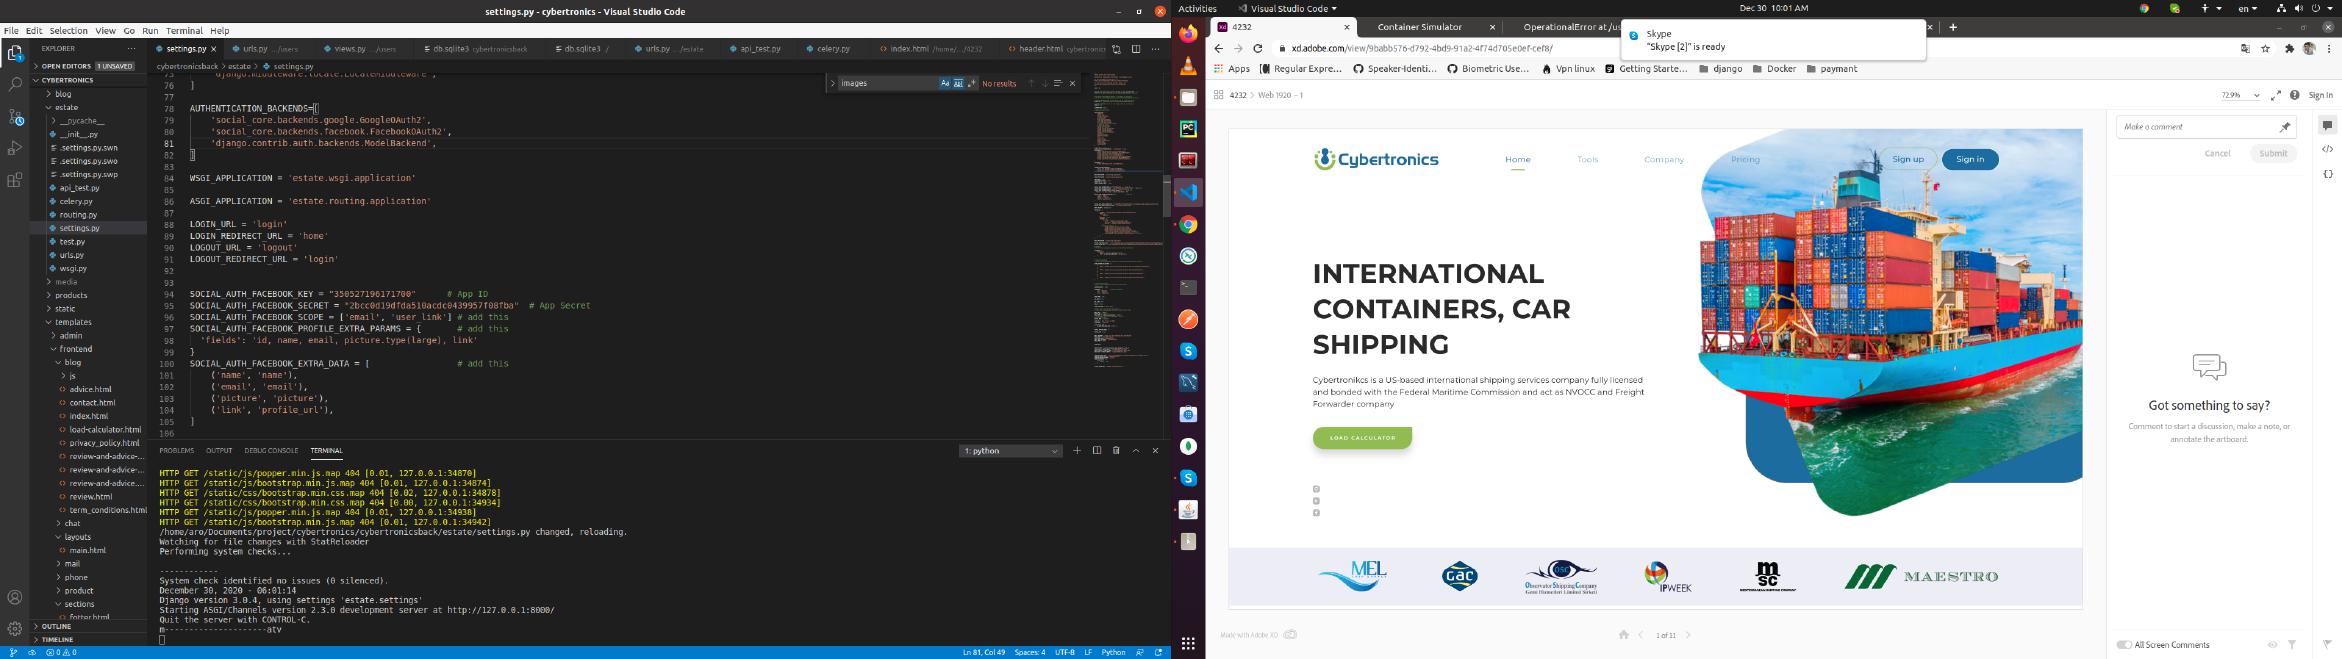 settings.py - cybertronics - Visual Studio Code
File Edit Selection View Go Run Terminal Help
EXPLORER
OPEN EDITORS 1 UNSAVED
CYBERTRONICS
blog
estate
__pycache__
__init__.py
.settings.py.swn
.settings.py.swo
.settings.py.swp
api_test.py
celery.py
routing.py
settings.py
test.py
urls.py
wsgi.py
media
products
static
templates
admin
frontend
blog
js
advice.html
contact.html
index.html
load-calculator.html
privacy_policy.html
review-and-advice-...
review-and-advice-...
review-and-advice....
review.html
term_conditions.html
chat
layouts
main.html
mail
phone
product
sections
footer.html
OUTLINE
TIMELINE
settings.py urls.py .../users views.py .../users db.sqlite3 cybertronicsback db.sqlite3 / urls.py .../estate api_test.py celery.py index.html /home/.../4232 header.html cybertronics
cybertronicsback > estate > settings.py
images No results
75 'django.middleware.locale.LocaleMiddleware',
76 ]
77
78 AUTHENTICATION_BACKENDS=[
79 'social_core.backends.google.GoogleOAuth2',
80 'social_core.backends.facebook.FacebookOAuth2',
81 'django.contrib.auth.backends.ModelBackend',
82 ]
83
84 WSGI_APPLICATION = 'estate.wsgi.application'
85
86 ASGI_APPLICATION = 'estate.routing.application'
87
88 LOGIN_URL = 'login'
89 LOGIN_REDIRECT_URL = 'home'
90 LOGOUT_URL = 'logout'
91 LOGOUT_REDIRECT_URL = 'login'
92
93
94 SOCIAL_AUTH_FACEBOOK_KEY = "350527196171700" # App ID
95 SOCIAL_AUTH_FACEBOOK_SECRET = "2bcc0d19dfda510acdc0439957f08fba" # App Secret
96 SOCIAL_AUTH_FACEBOOK_SCOPE = ['email', 'user_link'] # add this
97 SOCIAL_AUTH_FACEBOOK_PROFILE_EXTRA_PARAMS = { # add this
98 'fields': 'id, name, email, picture.type(large), link'
99 }
100 SOCIAL_AUTH_FACEBOOK_EXTRA_DATA = [ # add this
101 ('name', 'name'),
102 ('email', 'email'),
103 ('picture', 'picture'),
104 ('link', 'profile_url'),
105 ]
106
PROBLEMS OUTPUT DEBUG CONSOLE TERMINAL 1: python
HTTP GET /static/js/popper.min.js.map 404 [0.01, 127.0.0.1:34870]
HTTP GET /static/js/bootstrap.min.js.map 404 [0.01, 127.0.0.1:34874]
HTTP GET /static/css/bootstrap.min.css.map 404 [0.02, 127.0.0.1:34878]
HTTP GET /static/css/bootstrap.min.css.map 404 [0.00, 127.0.0.1:34934]
HTTP GET /static/js/popper.min.js.map 404 [0.01, 127.0.0.1:34938]
HTTP GET /static/js/bootstrap.min.js.map 404 [0.01, 127.0.0.1:34942]
/home/aro/Documents/project/cybertronics/cybertronicsback/estate/settings.py changed, reloading.
Watching for file changes with StatReloader
Performing system checks...
------------
System check identified no issues (0 silenced).
December 30, 2020 - 06:01:14
Django version 3.0.4, using settings 'estate.settings'
Starting ASGI/Channels version 2.3.0 development server at http://127.0.0.1:8000/
Quit the server with CONTROL-C.
m---------------------atv
0 0 Ln 81, Col 49 Spaces: 4 UTF-8 LF Python
Activities Visual Studio Code Dec 30 10:01 AM en
4232 Container Simulator OperationalError at /us
Skype
"Skype [2]" is ready
xd.adobe.com/view/9babb576-d792-4bd9-91a2-4f74d705e0ef-cef8/
Apps Regular Expre... Speaker-Identi... Biometric Use... Vpn linux Getting Starte... django Docker paymant
4232 > Web 1920 – 1 72.9% Sign In
Cybertronics Home Tools Company Pricing Sign up Sign in
INTERNATIONAL
CONTAINERS, CAR
SHIPPING
Cybertronikcs is a US-based international shipping services company fully licensed
and bonded with the Federal Maritime Commission and act as NVOCC and Freight
Forwarder company
LOAD CALCULATOR
MEL GAC OSC Observator Shipping Company IPWEEK msc MAESTRO
Made with Adobe XD 1 of 11
Make a comment
Cancel Submit
Got something to say?
Comment to start a discussion, make a note, or
annotate the artboard.
All Screen Comments